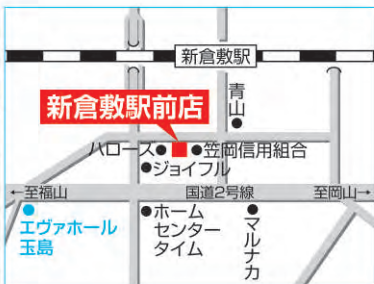 新倉敷駅
青山
新倉敷駅前店
ハローズ
笠岡信用組合
ジョイフル
←至福山
国道2号線
至岡山→
エヴァホール
玉島
ホーム
センター
タイム
マルナカ